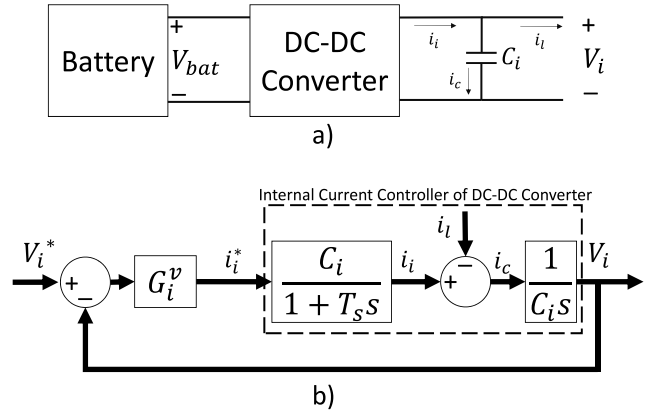 Battery
+
V_bat
−
DC-DC
Converter
i_i
i_c
C_i
i_l
+
V_i
−
a)
Internal Current Controller of DC-DC Converter
V_i^*
+
−
G_i^v
i_i^*
C_i
1 + T_s s
i_i
i_l
+
−
i_c
1
C_i s
V_i
b)